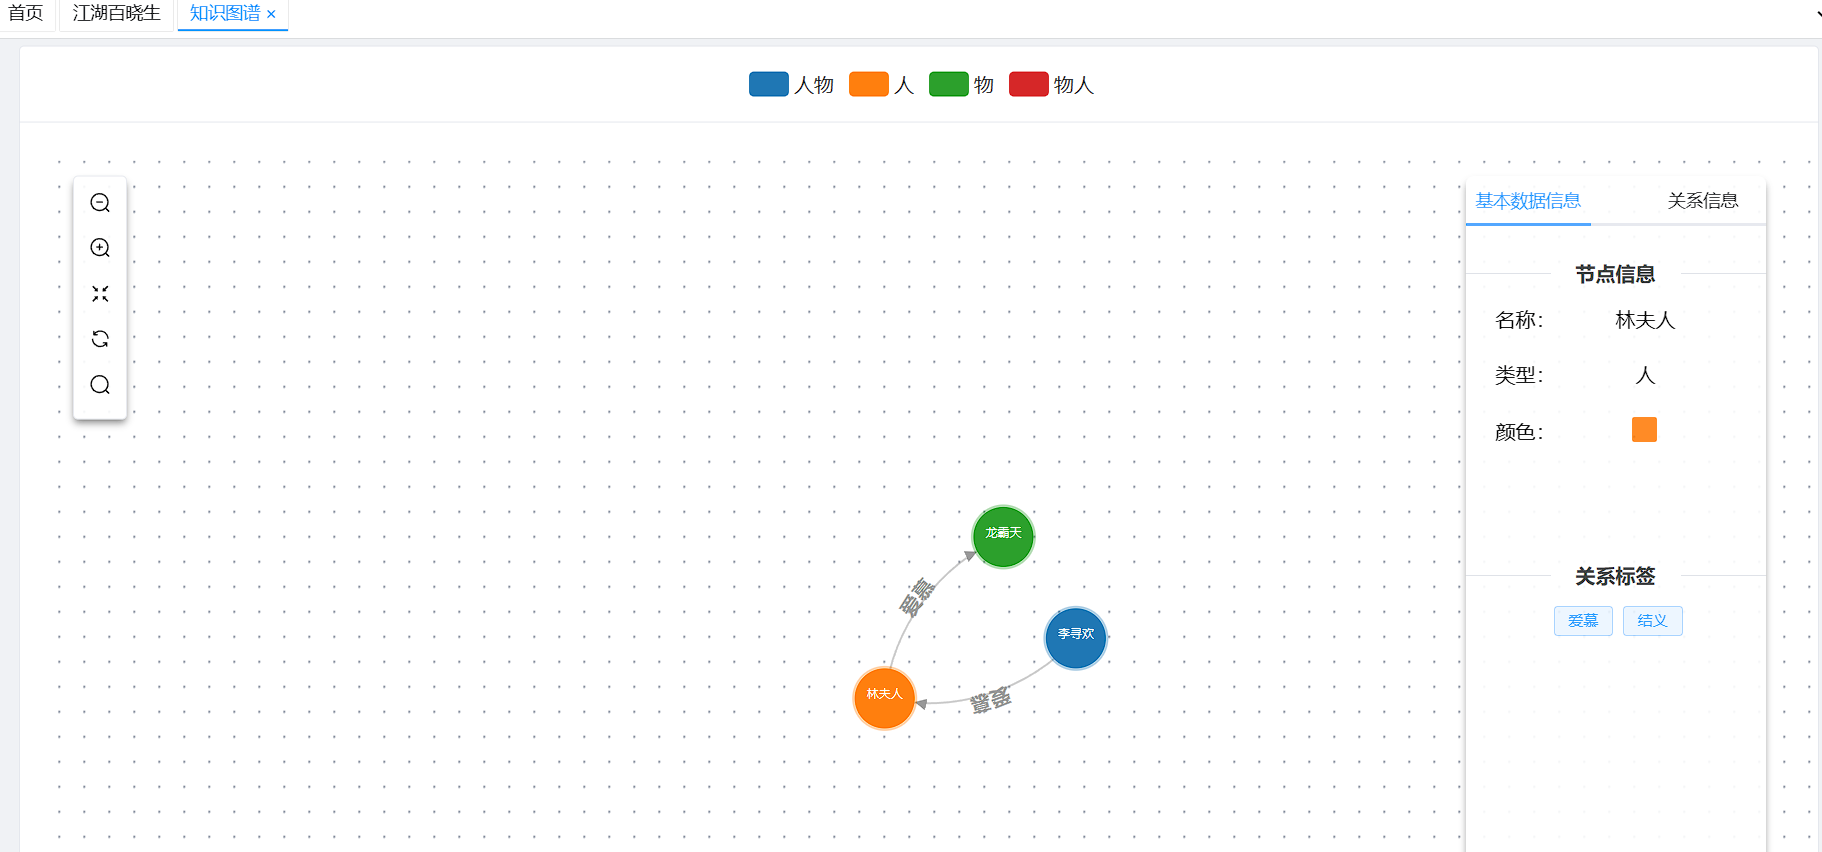 首页 江湖百晓生 知识图谱 ×
人物 人 物 物人
基本数据信息 关系信息
节点信息
名称： 林夫人
类型： 人
颜色：
关系标签
爱慕 结义
龙霸天
爱慕
李寻欢
林夫人
爱慕